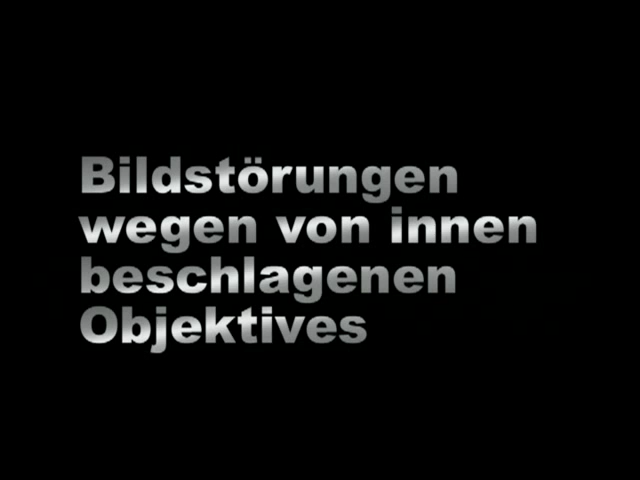 Bildstörungen
wegen von innen
beschlagenen
Objektives